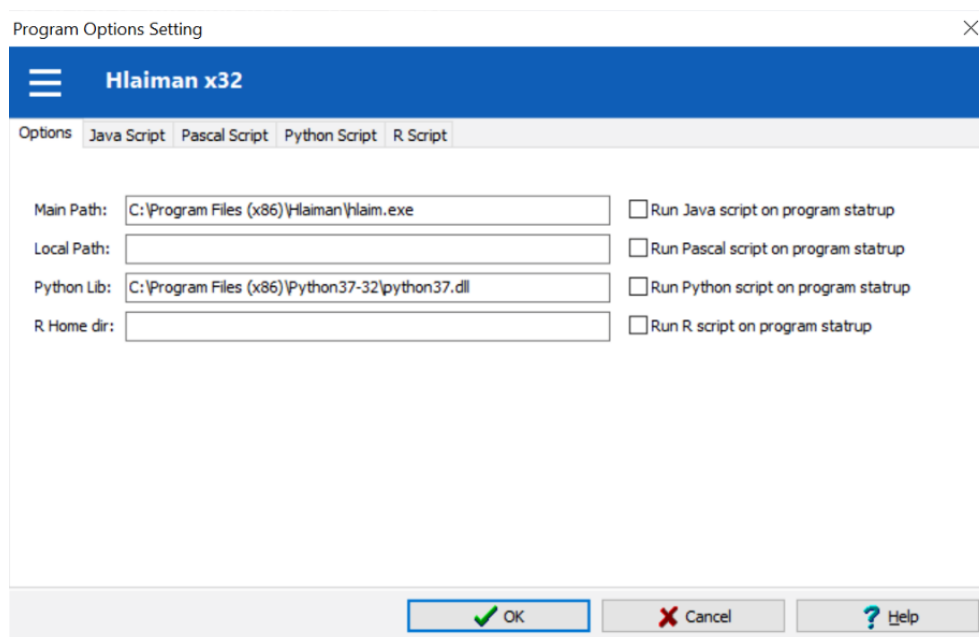 Program Options Setting
Hlaiman x32
Options Java Script Pascal Script Python Script R Script
Main Path: C:\Program Files (x86)\Hlaiman\hlaim.exe Run Java script on program statrup
Local Path: Run Pascal script on program statrup
Python Lib: C:\Program Files (x86)\Python37-32\python37.dll Run Python script on program statrup
R Home dir: Run R script on program statrup
OK Cancel Help